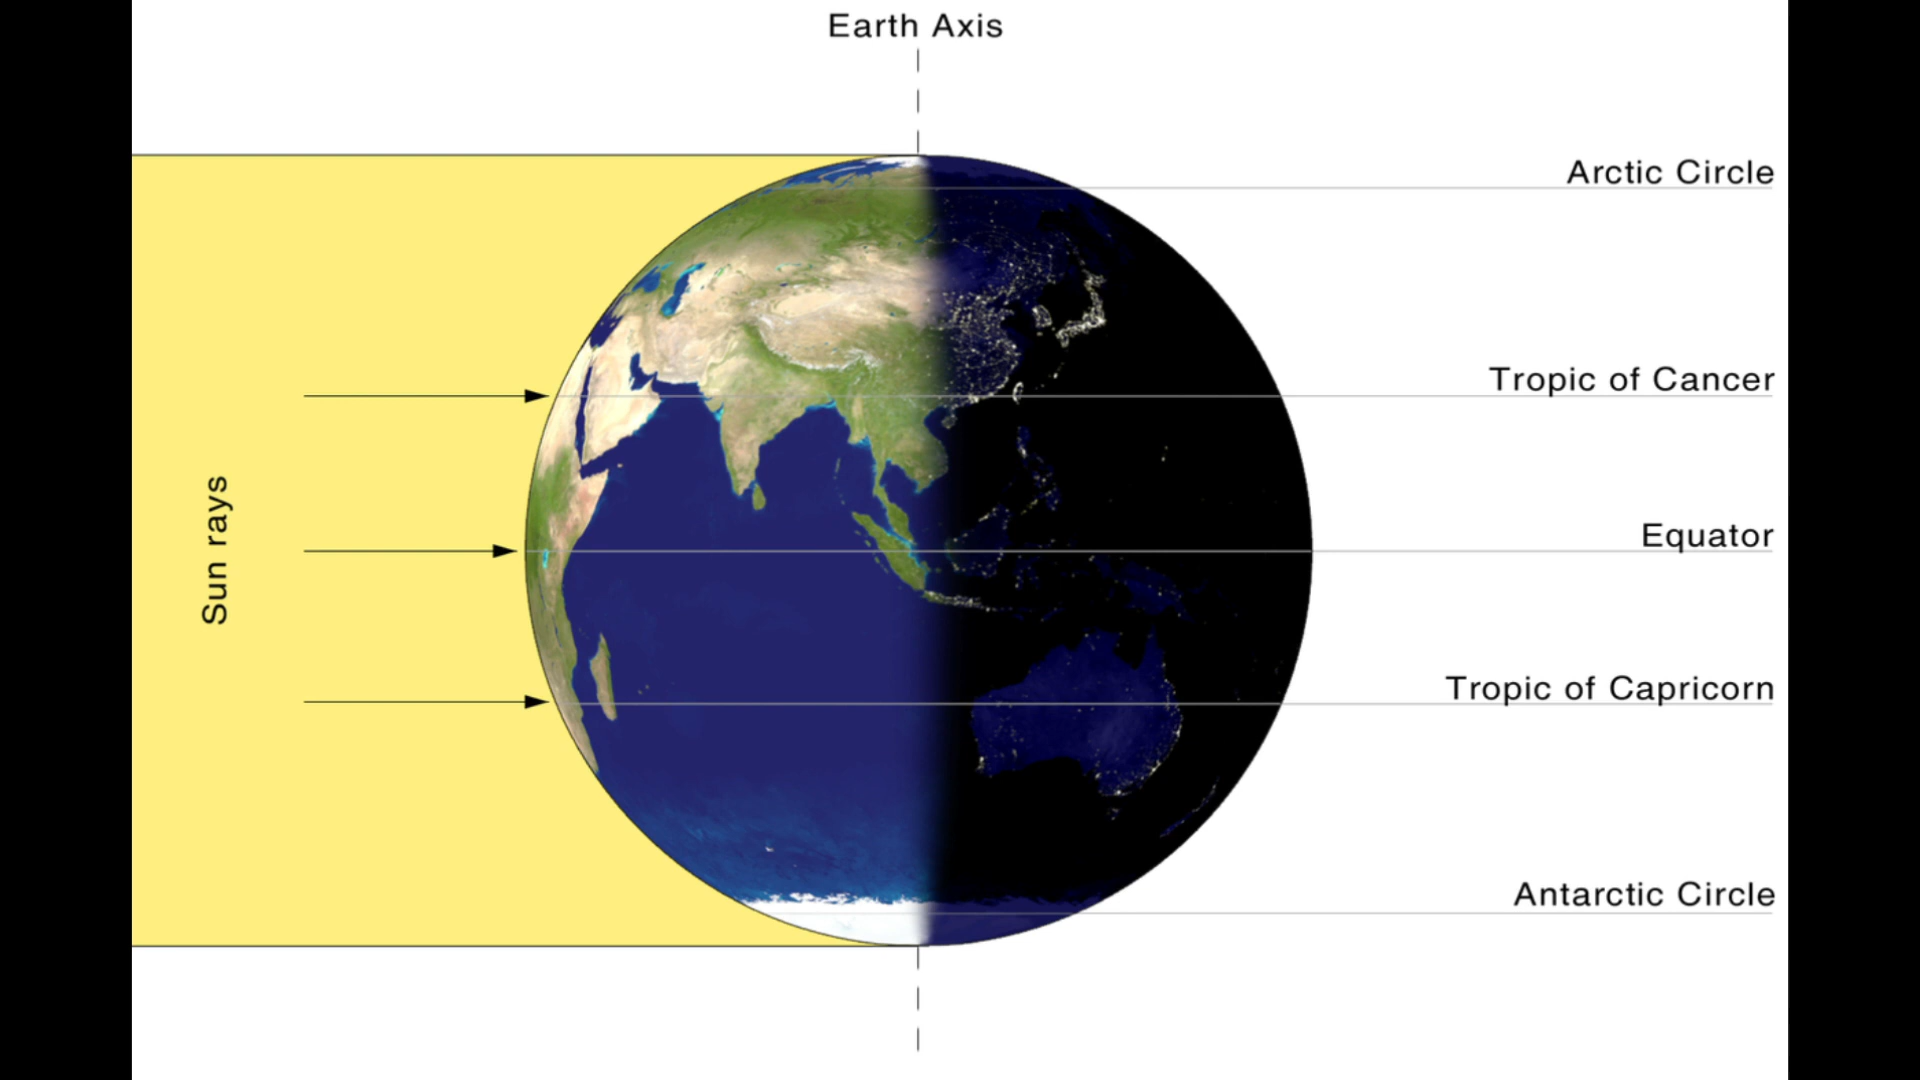 Earth Axis
Arctic Circle
Tropic of Cancer
Sun rays
Equator
Tropic of Capricorn
Antarctic Circle